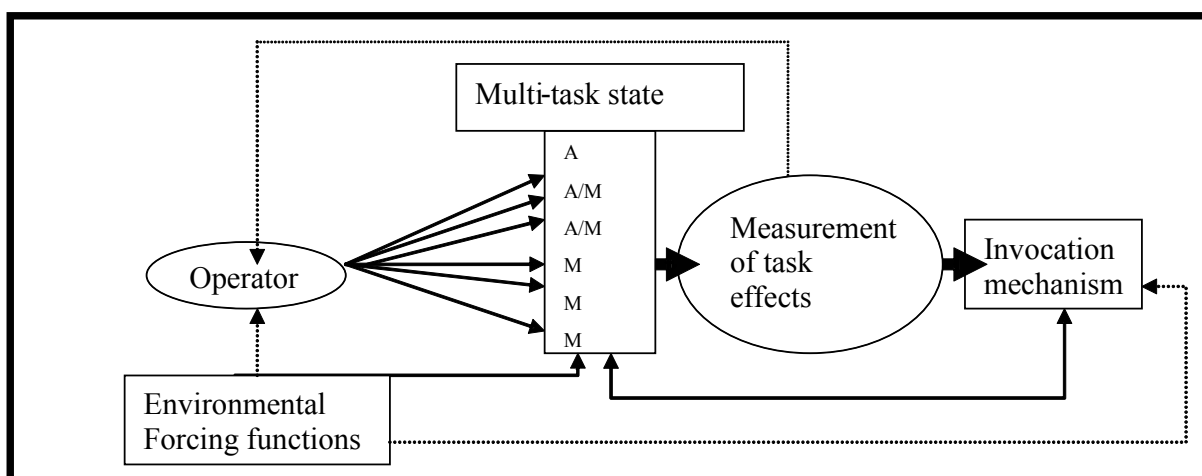 Multi-task state
A
A/M
A/M
M
M
M
Operator
Measurement
of task
effects
Invocation
mechanism
Environmental
Forcing functions